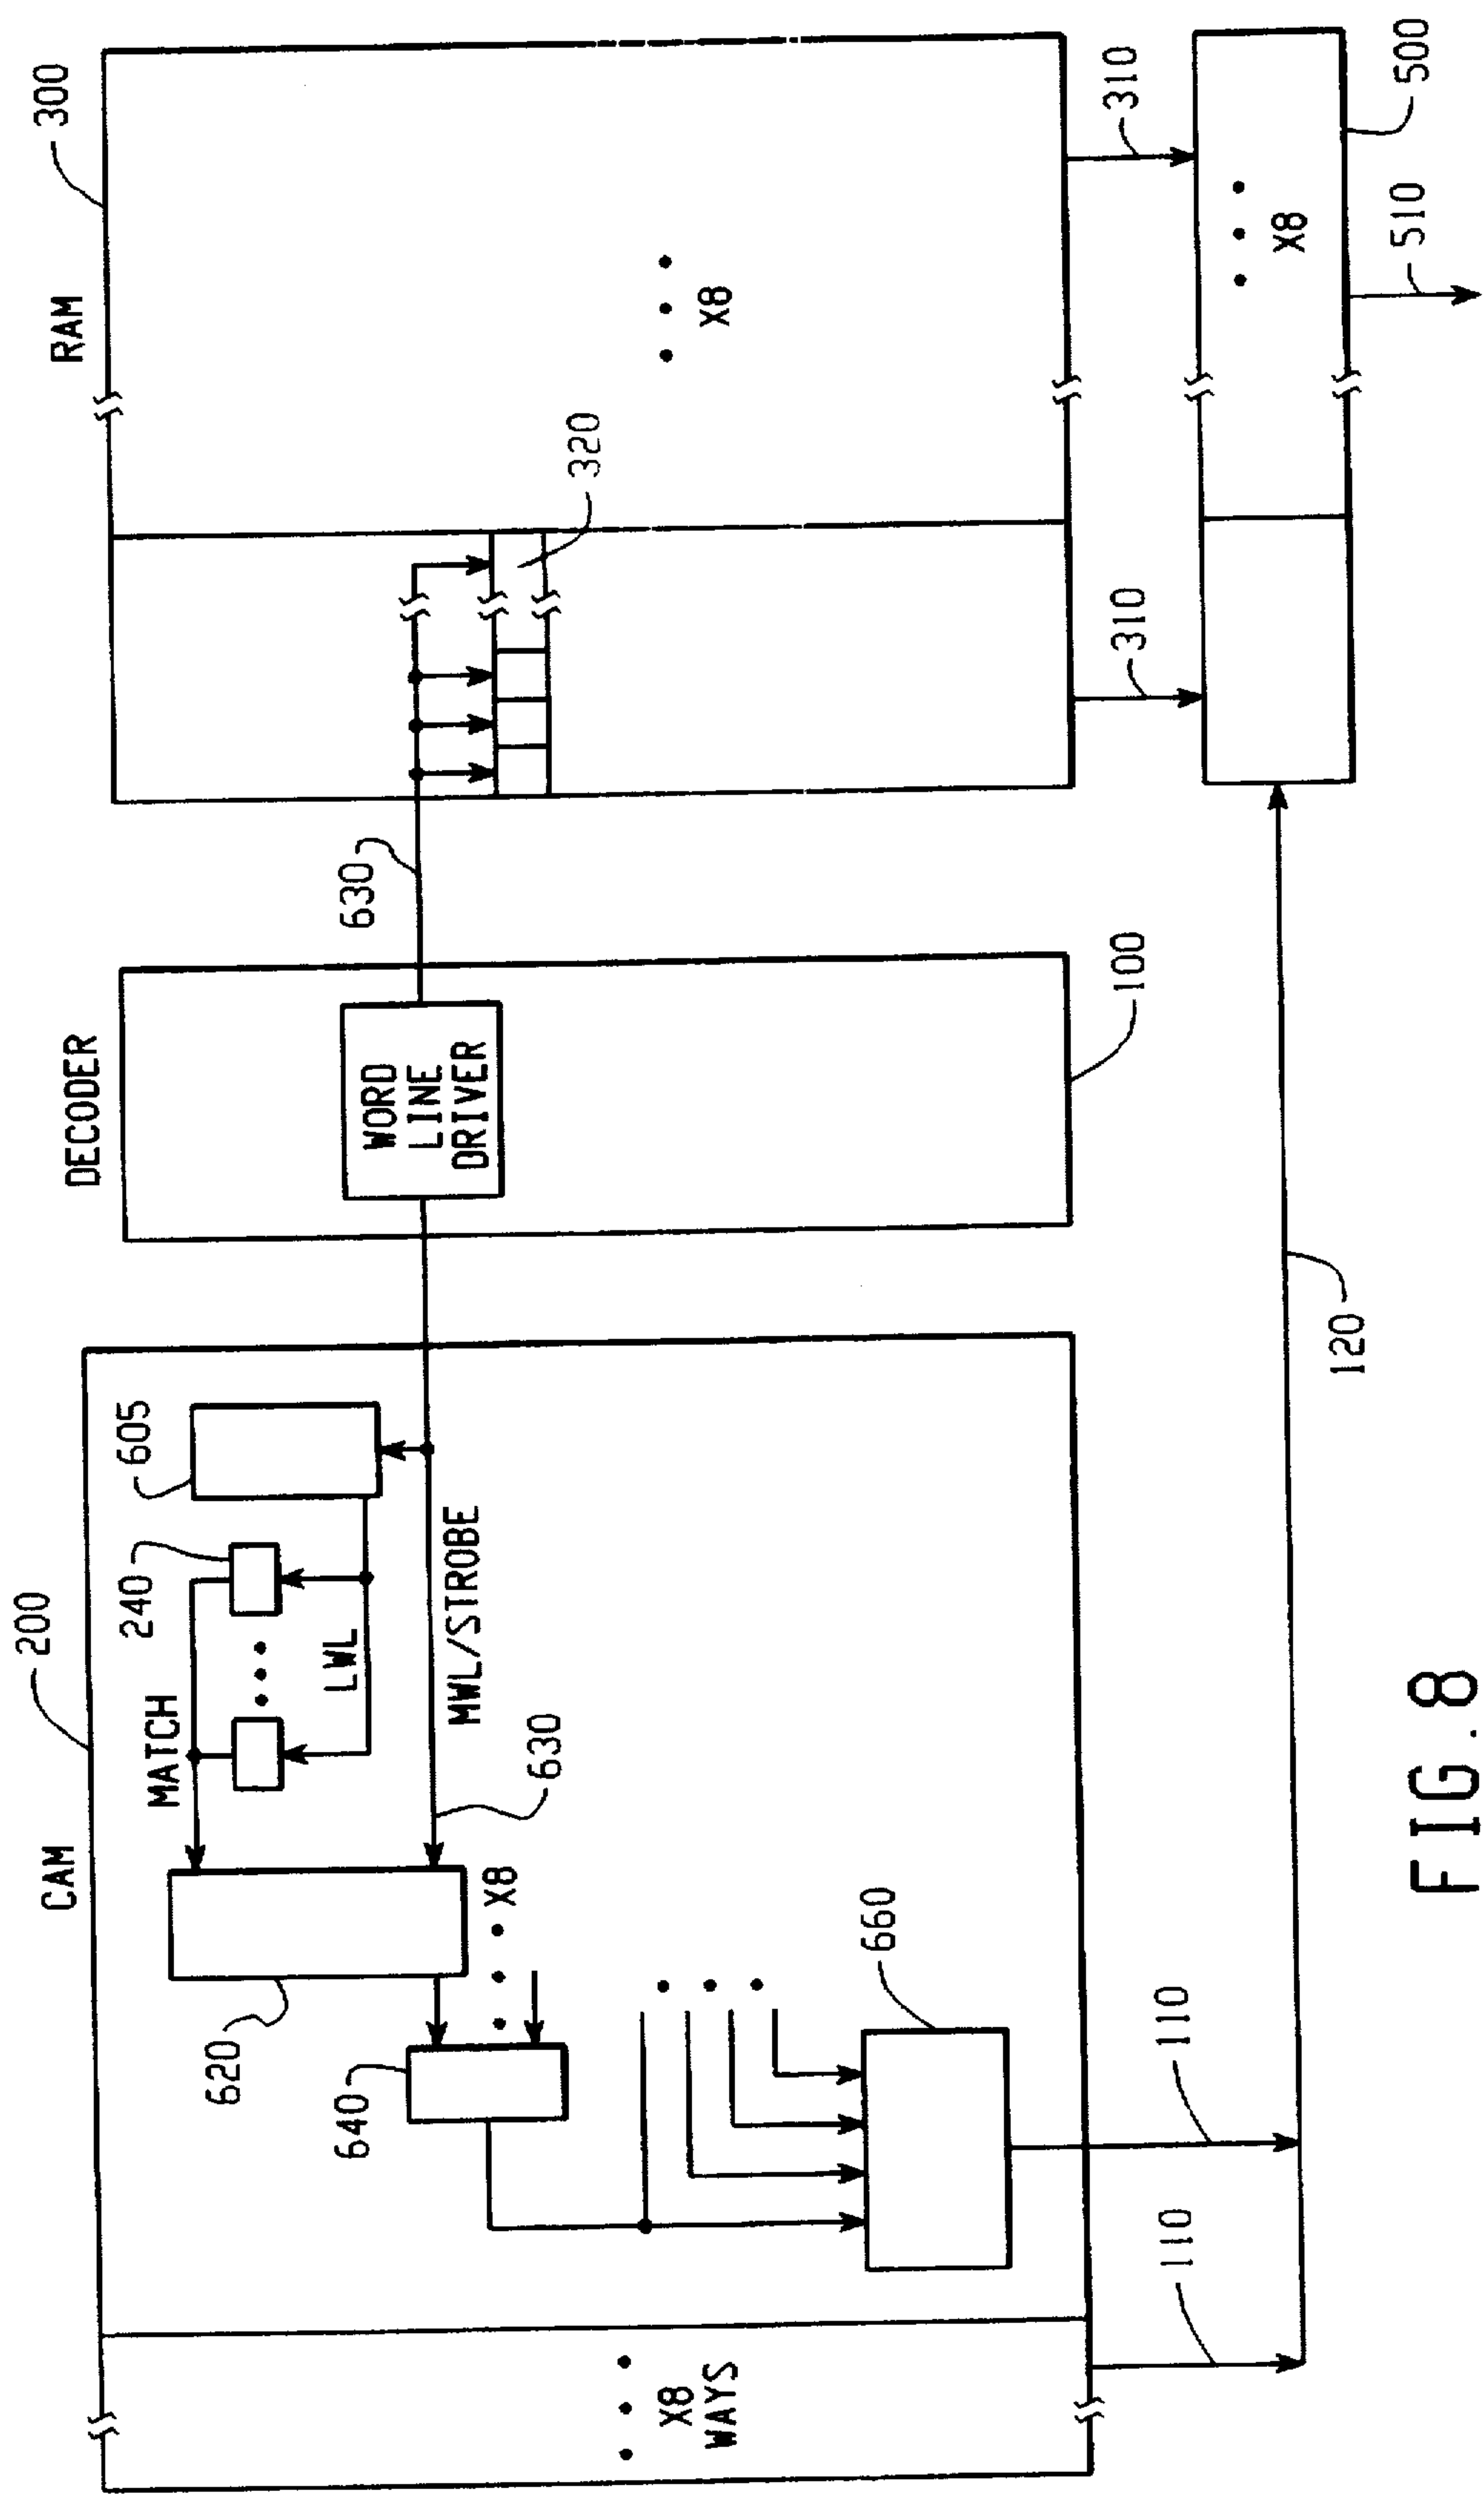 200
CAM
DECODER
RAM
300
MATCH
240
605
LWL
MWL/STROBE
630
620
X8
640
660
X8
WAYS
110
110
WORD
LINE
DRIVER
100
630
320
X8
310
310
120
X8
510
500
FIG. 8